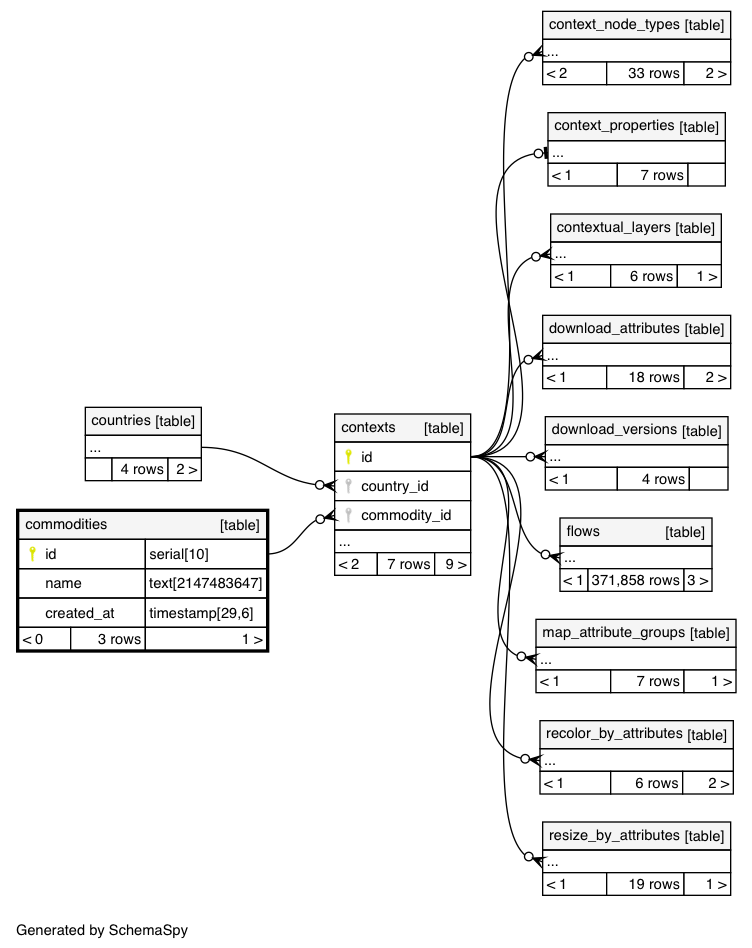 context_node_types [table]
...
< 2 33 rows 2 >
context_properties [table]
...
< 1 7 rows
contextual_layers [table]
...
< 1 6 rows 1 >
download_attributes [table]
...
< 1 18 rows 2 >
countries [table]
...
4 rows 2 >
contexts [table]
id
country_id
commodity_id
...
< 2 7 rows 9 >
download_versions [table]
...
< 1 4 rows
commodities [table]
id serial[10]
name text[2147483647]
created_at timestamp[29,6]
< 0 3 rows 1 >
flows [table]
...
< 1 371,858 rows 3 >
map_attribute_groups [table]
...
< 1 7 rows 1 >
recolor_by_attributes [table]
...
< 1 6 rows 2 >
resize_by_attributes [table]
...
< 1 19 rows 1 >
Generated by SchemaSpy